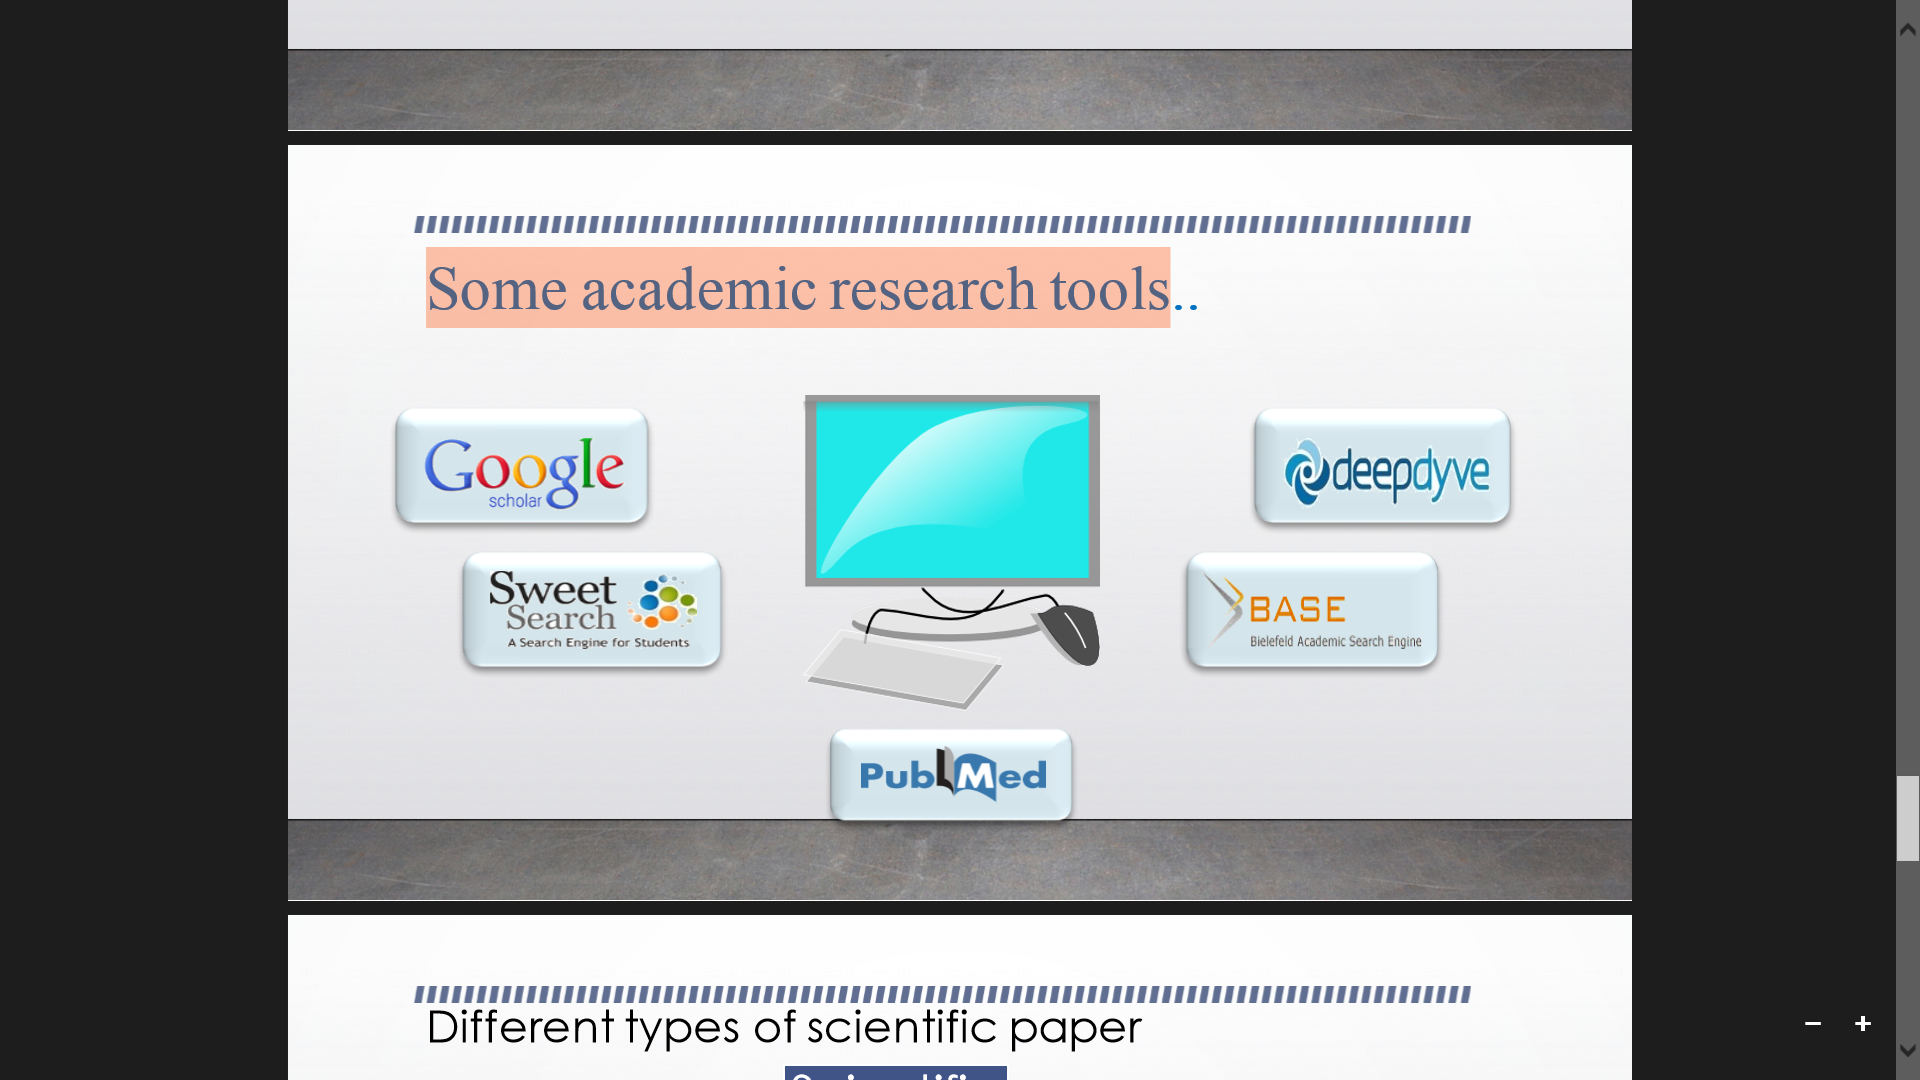 Some academic research tools..
Google
scholar
deepdyve
Sweet
Search
A Search Engine for Students
BASE
Bielefeld Academic Search Engine
PubMed
Different types of scientific paper